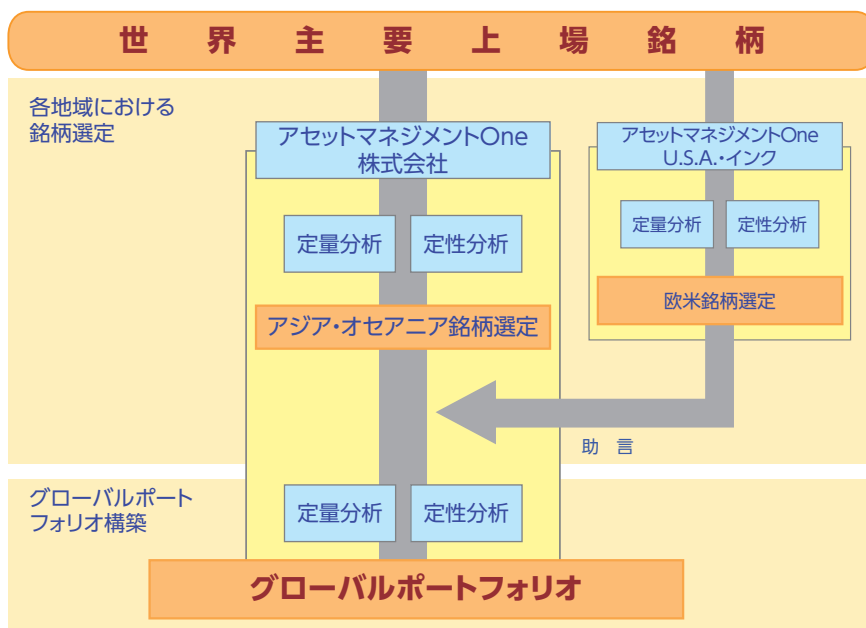 世界主要上場銘柄
各地域における
銘柄選定
アセットマネジメントOne
株式会社
定量分析
定性分析
アジア・オセアニア銘柄選定
アセットマネジメントOne
U.S.A.・インク
定量分析
定性分析
欧米銘柄選定
助言
グローバルポート
フォリオ構築
定量分析
定性分析
グローバルポートフォリオ